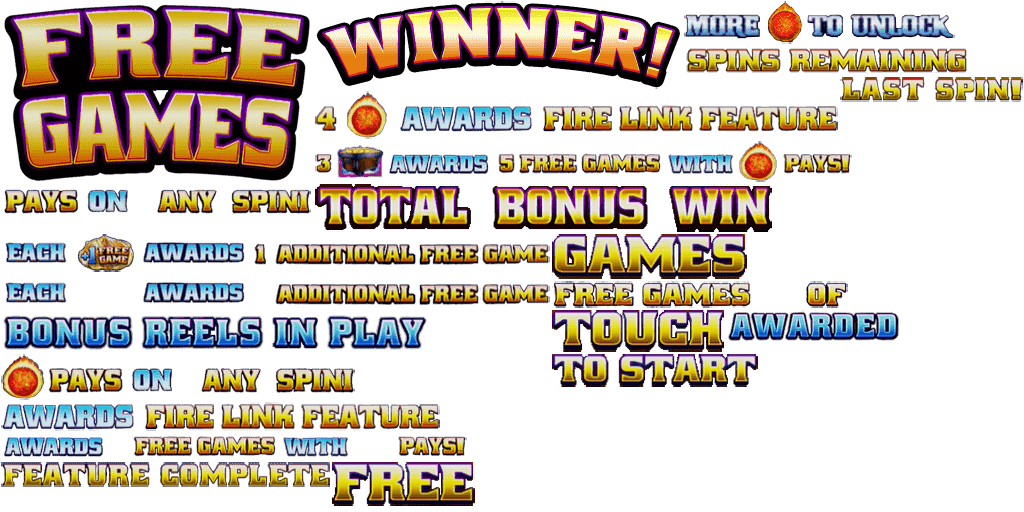 FREE
GAMES
WINNER!
MORE TO UNLOCK
SPINS REMAINING
LAST SPIN!
4 AWARDS FIRE LINK FEATURE
3 AWARDS 5 FREE GAMES WITH PAYS!
PAYS ON ANY SPIN!
TOTAL BONUS WIN
EACH +1 FREE GAME AWARDS 1 ADDITIONAL FREE GAME
GAMES
EACH AWARDS ADDITIONAL FREE GAME
FREE GAMES OF
BONUS REELS IN PLAY
TOUCH
AWARDED
TO START
PAYS ON ANY SPIN!
AWARDS FIRE LINK FEATURE
AWARDS FREE GAMES WITH PAYS!
FEATURE COMPLETE
FREE